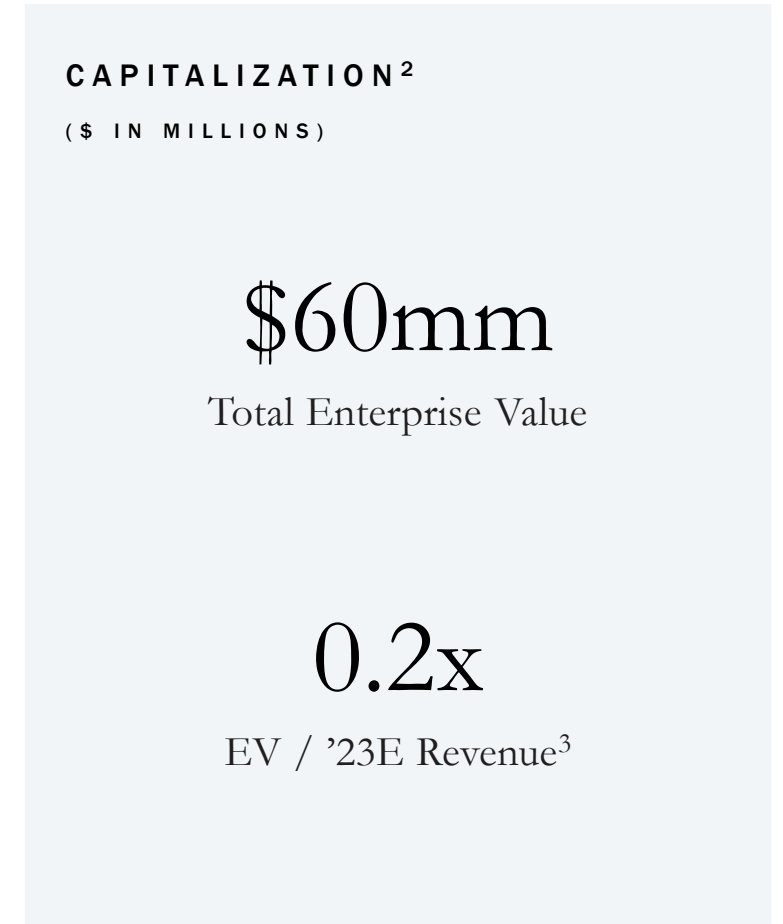 CAPITALIZATION²
($ IN MILLIONS)
$60mm
Total Enterprise Value
0.2x
EV / ’23E Revenue³